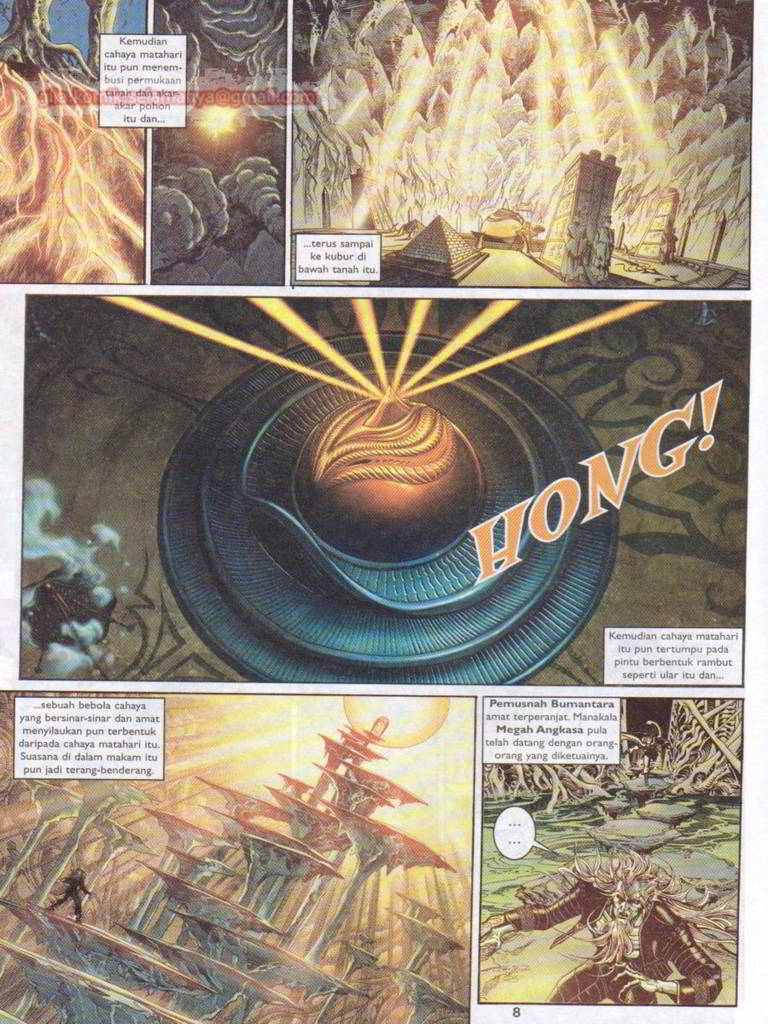 Kemudian
cahaya matahari
itu pun menem-
busi permukaan
tanah dan akar-
akar pohon
itu dan...
...terus sampai
ke kubur di
bawah tanah itu.
HONG!
Kemudian cahaya matahari
itu pun tertumpu pada
pintu berbentuk rambut
seperti ular itu dan...
...sebuah bebola cahaya
yang bersinar-sinar dan amat
menyilaukan pun terbentuk
daripada cahaya matahari itu.
Suasana di dalam makam itu
pun jadi terang-benderang.
Pemusnah Bumantara
amat terperanjat. Manakala
Megah Angkasa pula
telah datang dengan orang-
orang yang diketuainya.
...
...
8